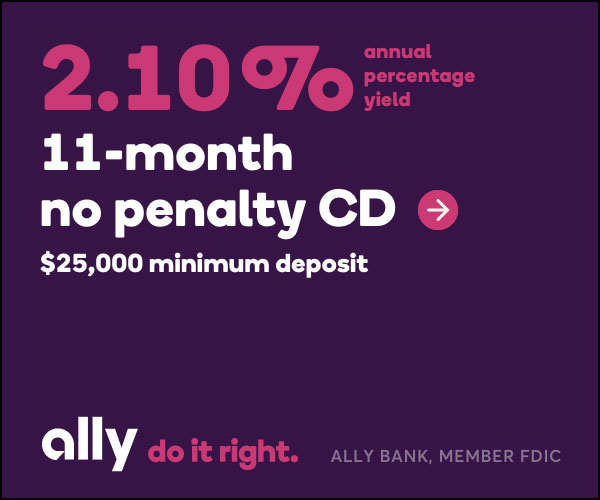 2.10% annual
percentage
yield
11-month
no penalty CD
$25,000 minimum deposit
ally do it right. ALLY BANK, MEMBER FDIC